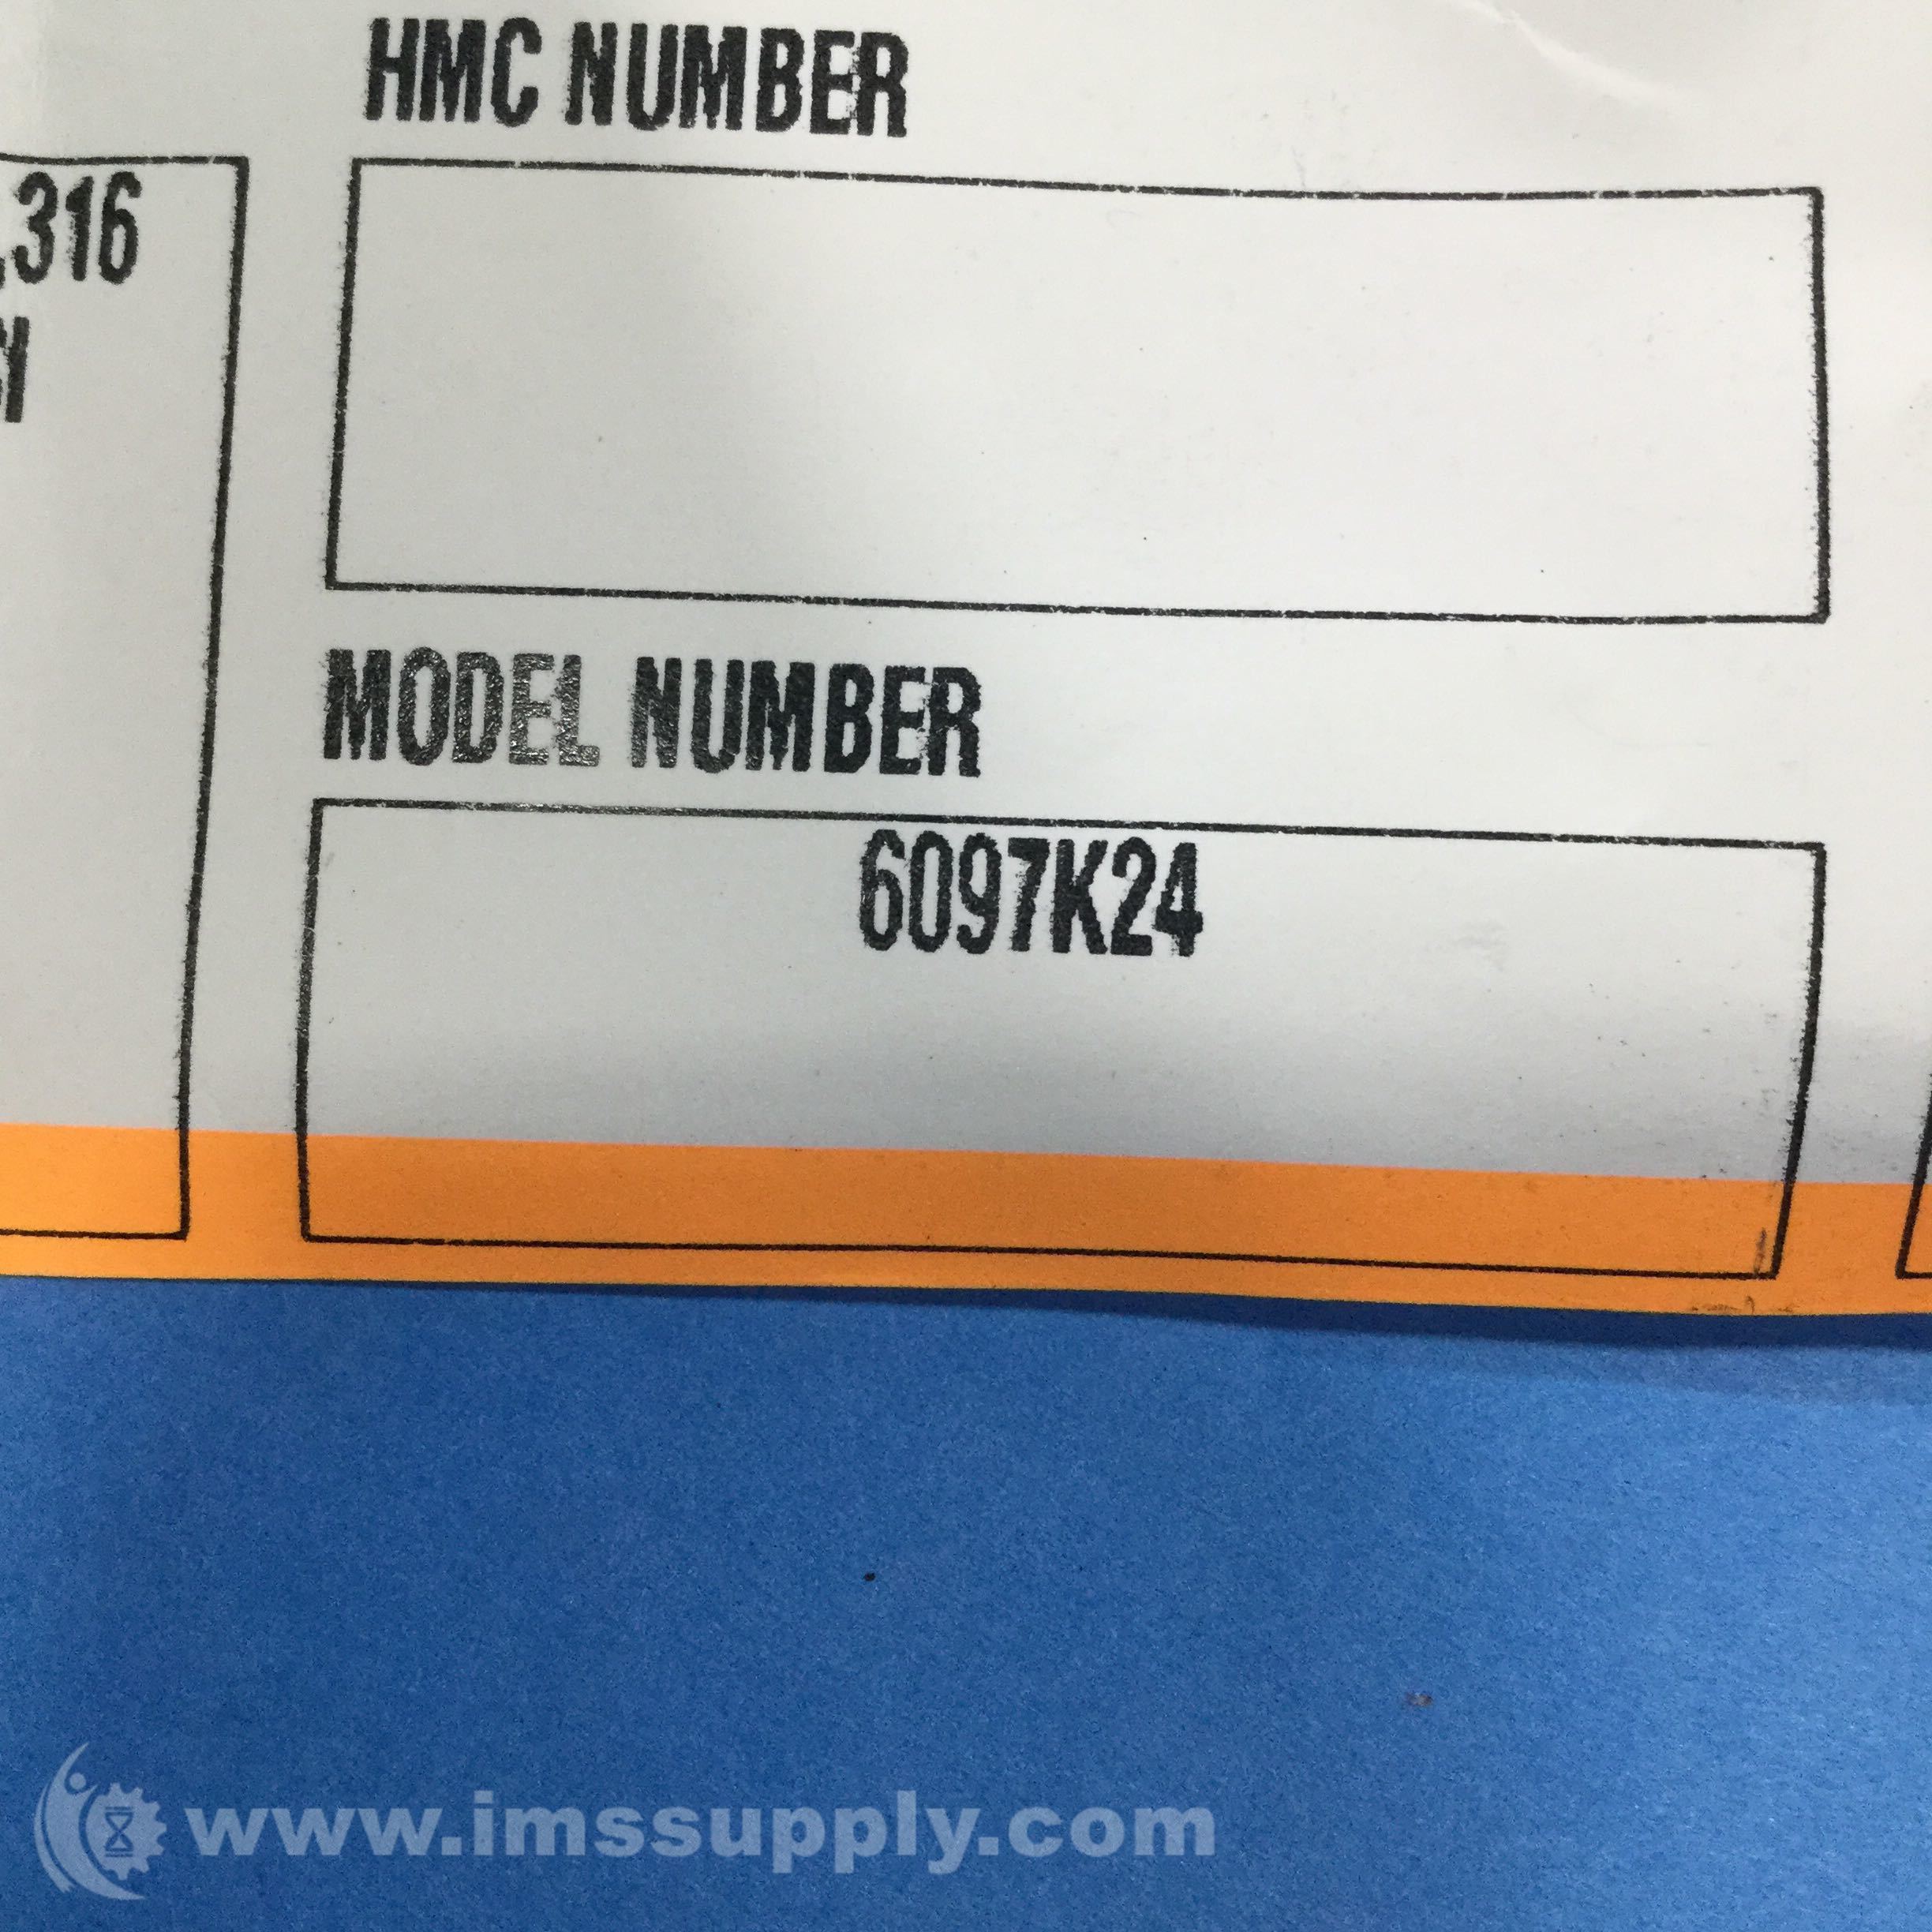 HMC NUMBER
.316
MODEL NUMBER
6097K24
www.imssupply.com